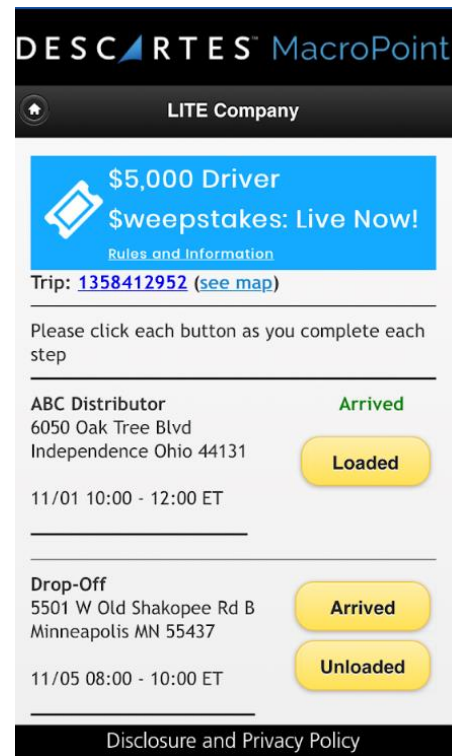 DESCARTES™ MacroPoint
LITE Company
$5,000 Driver
$weepstakes: Live Now!
Rules and Information
Trip: 1358412952 (see map)
Please click each button as you complete each
step
ABC Distributor
Arrived
6050 Oak Tree Blvd
Independence Ohio 44131
Loaded
11/01 10:00 - 12:00 ET
Drop-Off
5501 W Old Shakopee Rd B
Arrived
Minneapolis MN 55437
Unloaded
11/05 08:00 - 10:00 ET
Disclosure and Privacy Policy